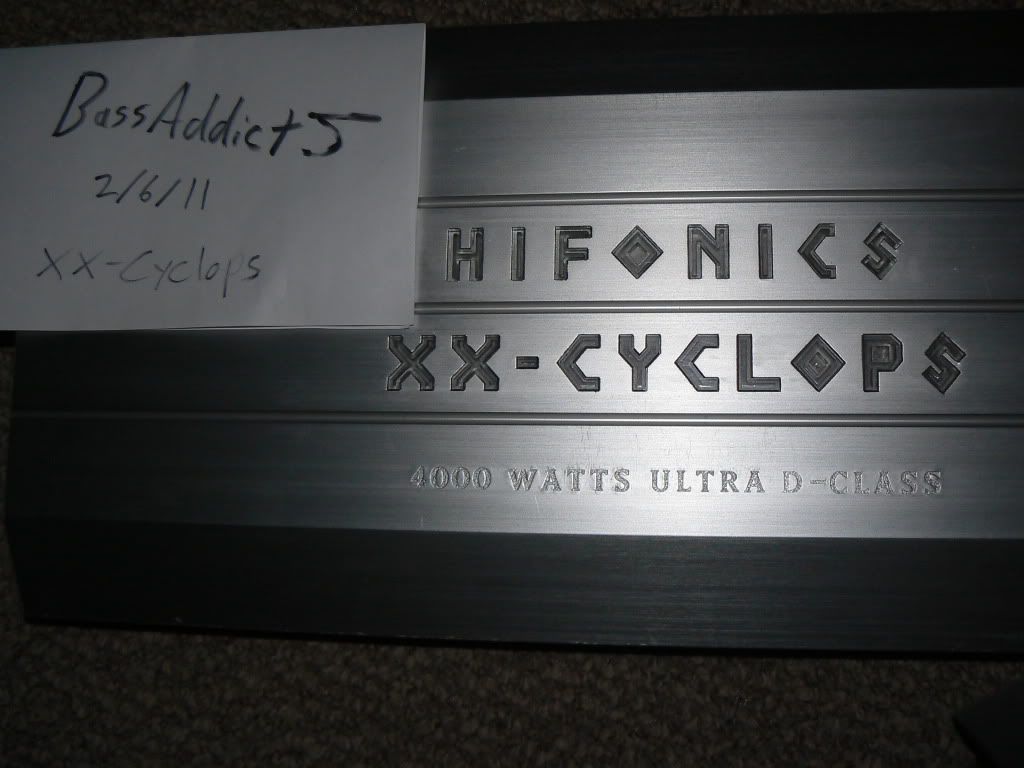 BassAddict5
2/6/11
XX-Cyclops
HIFONICS
XX-CYCLOPS
4000 WATTS ULTRA D-CLASS